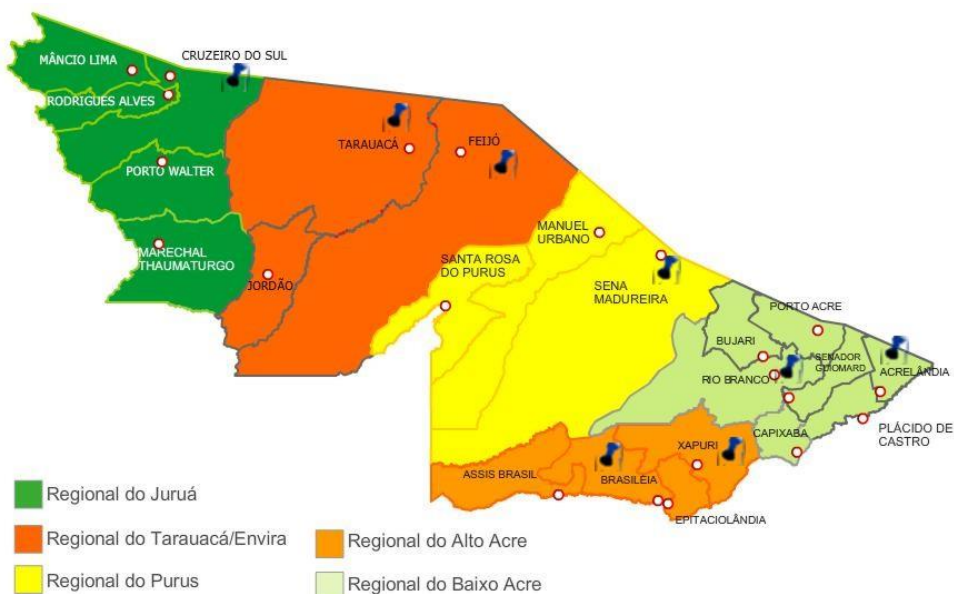 MÂNCIO LIMA
CRUZEIRO DO SUL
RODRIGUES ALVES
PORTO WALTER
MARECHAL
THAUMATURGO
TARAUACÁ
FEIJÓ
JORDÃO
MANUEL
URBANO
SANTA ROSA
DO PURUS
SENA
MADUREIRA
PORTO ACRE
BUJARI
SENADOR
GUIOMARD
ACRELÂNDIA
RIO BRANCO
CAPIXABA
PLÁCIDO DE
CASTRO
XAPURI
ASSIS BRASIL
BRASILÉIA
EPITACIOLÂNDIA
Regional do Juruá
Regional do Tarauacá/Envira
Regional do Purus
Regional do Alto Acre
Regional do Baixo Acre